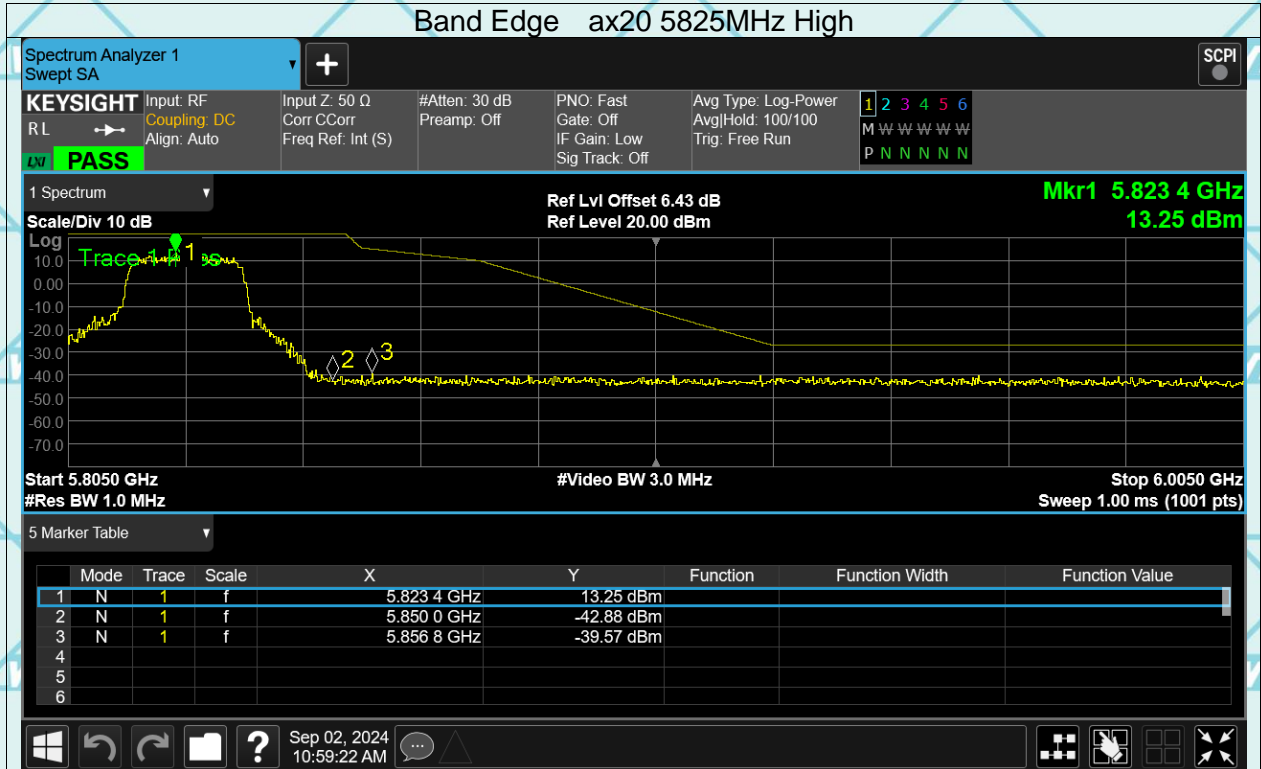 Band Edge ax20 5825MHz High
Spectrum Analyzer 1
Swept SA
+
SCPI
KEYSIGHT Input: RF Input Z: 50 Ω #Atten: 30 dB PNO: Fast Avg Type: Log-Power 1 2 3 4 5 6
R L Coupling: DC Corr CCorr Preamp: Off Gate: Off Avg|Hold: 100/100 M W W W W W
Align: Auto Freq Ref: Int (S) IF Gain: Low Trig: Free Run
LXI PASS Sig Track: Off P N N N N N
1 Spectrum Ref Lvl Offset 6.43 dB Mkr1 5.823 4 GHz
Scale/Div 10 dB Ref Level 20.00 dBm 13.25 dBm
Log
Trace 1 Pass 1
10.0
0.00
-10.0
-20.0
-30.0 2 3
-40.0
-50.0
-60.0
-70.0
Start 5.8050 GHz #Video BW 3.0 MHz Stop 6.0050 GHz
#Res BW 1.0 MHz Sweep 1.00 ms (1001 pts)
5 Marker Table
Mode Trace Scale X Y Function Function Width Function Value
1 N 1 f 5.823 4 GHz 13.25 dBm
2 N 1 f 5.850 0 GHz -42.88 dBm
3 N 1 f 5.856 8 GHz -39.57 dBm
4
5
6
? Sep 02, 2024
10:59:22 AM